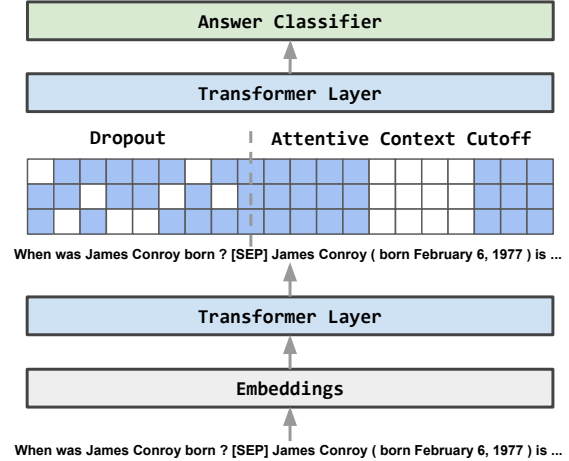 Answer Classifier
Transformer Layer
Dropout Attentive Context Cutoff
When was James Conroy born ? [SEP] James Conroy ( born February 6, 1977 ) is ...
Transformer Layer
Embeddings
When was James Conroy born ? [SEP] James Conroy ( born February 6, 1977 ) is ...